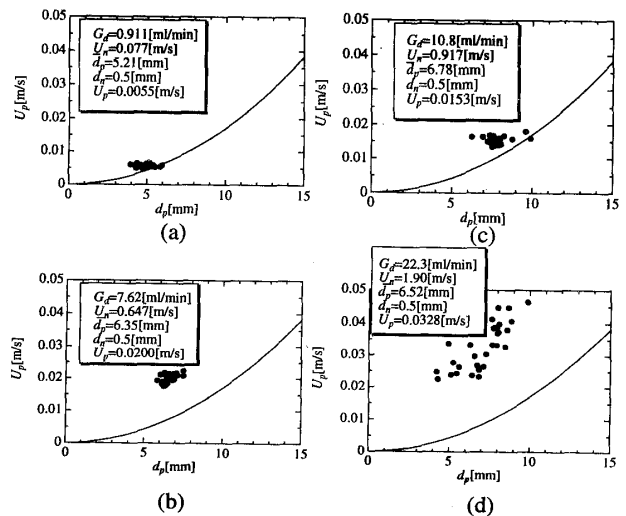 0.05
0.04
0.03
0.02
0.01
0
U_p[m/s]
G_d=0.911[ml/min]
U_n=0.077[m/s]
d̄_p=5.21[mm]
d_n=0.5[mm]
U_p=0.0055[m/s]
0 5 10 15
d_p[mm]
(a)
0.05
0.04
0.03
0.02
0.01
0
U_p[m/s]
G_d=10.8[ml/min]
U_n=0.917[m/s]
d̄_p=6.78[mm]
d_n=0.5[mm]
U_p=0.0153[m/s]
0 5 10 15
d_p[mm]
(c)
0.05
0.04
0.03
0.02
0.01
0
U_p[m/s]
G_d=7.62[ml/min]
U_n=0.647[m/s]
d̄_p=6.35[mm]
d_n=0.5[mm]
U_p=0.0200[m/s]
0 5 10 15
d_p[mm]
(b)
0.05
0.04
0.03
0.02
0.01
0
U_p[m/s]
G_d=22.3[ml/min]
U_n=1.90[m/s]
d̄_p=6.52[mm]
d_n=0.5[mm]
U_p=0.0328[m/s]
0 5 10 15
d_p[mm]
(d)